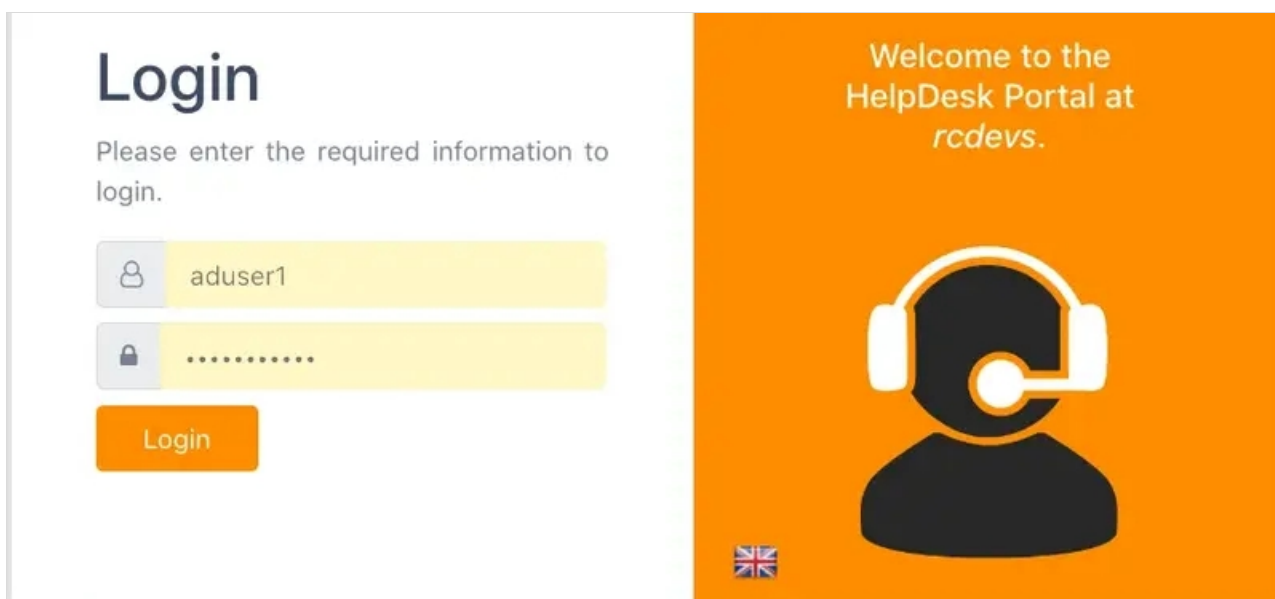 Login
Please enter the required information to
login.
aduser1
...........
Login
Welcome to the
HelpDesk Portal at
rcdevs.